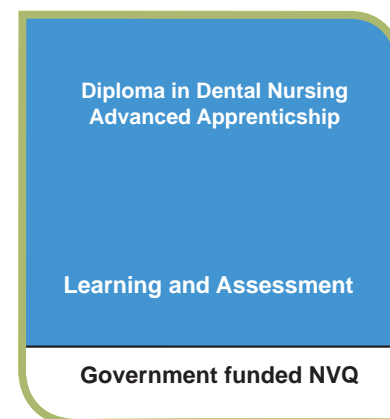 Diploma in Dental Nursing
Advanced Apprenticship
Learning and Assessment
Government funded NVQ